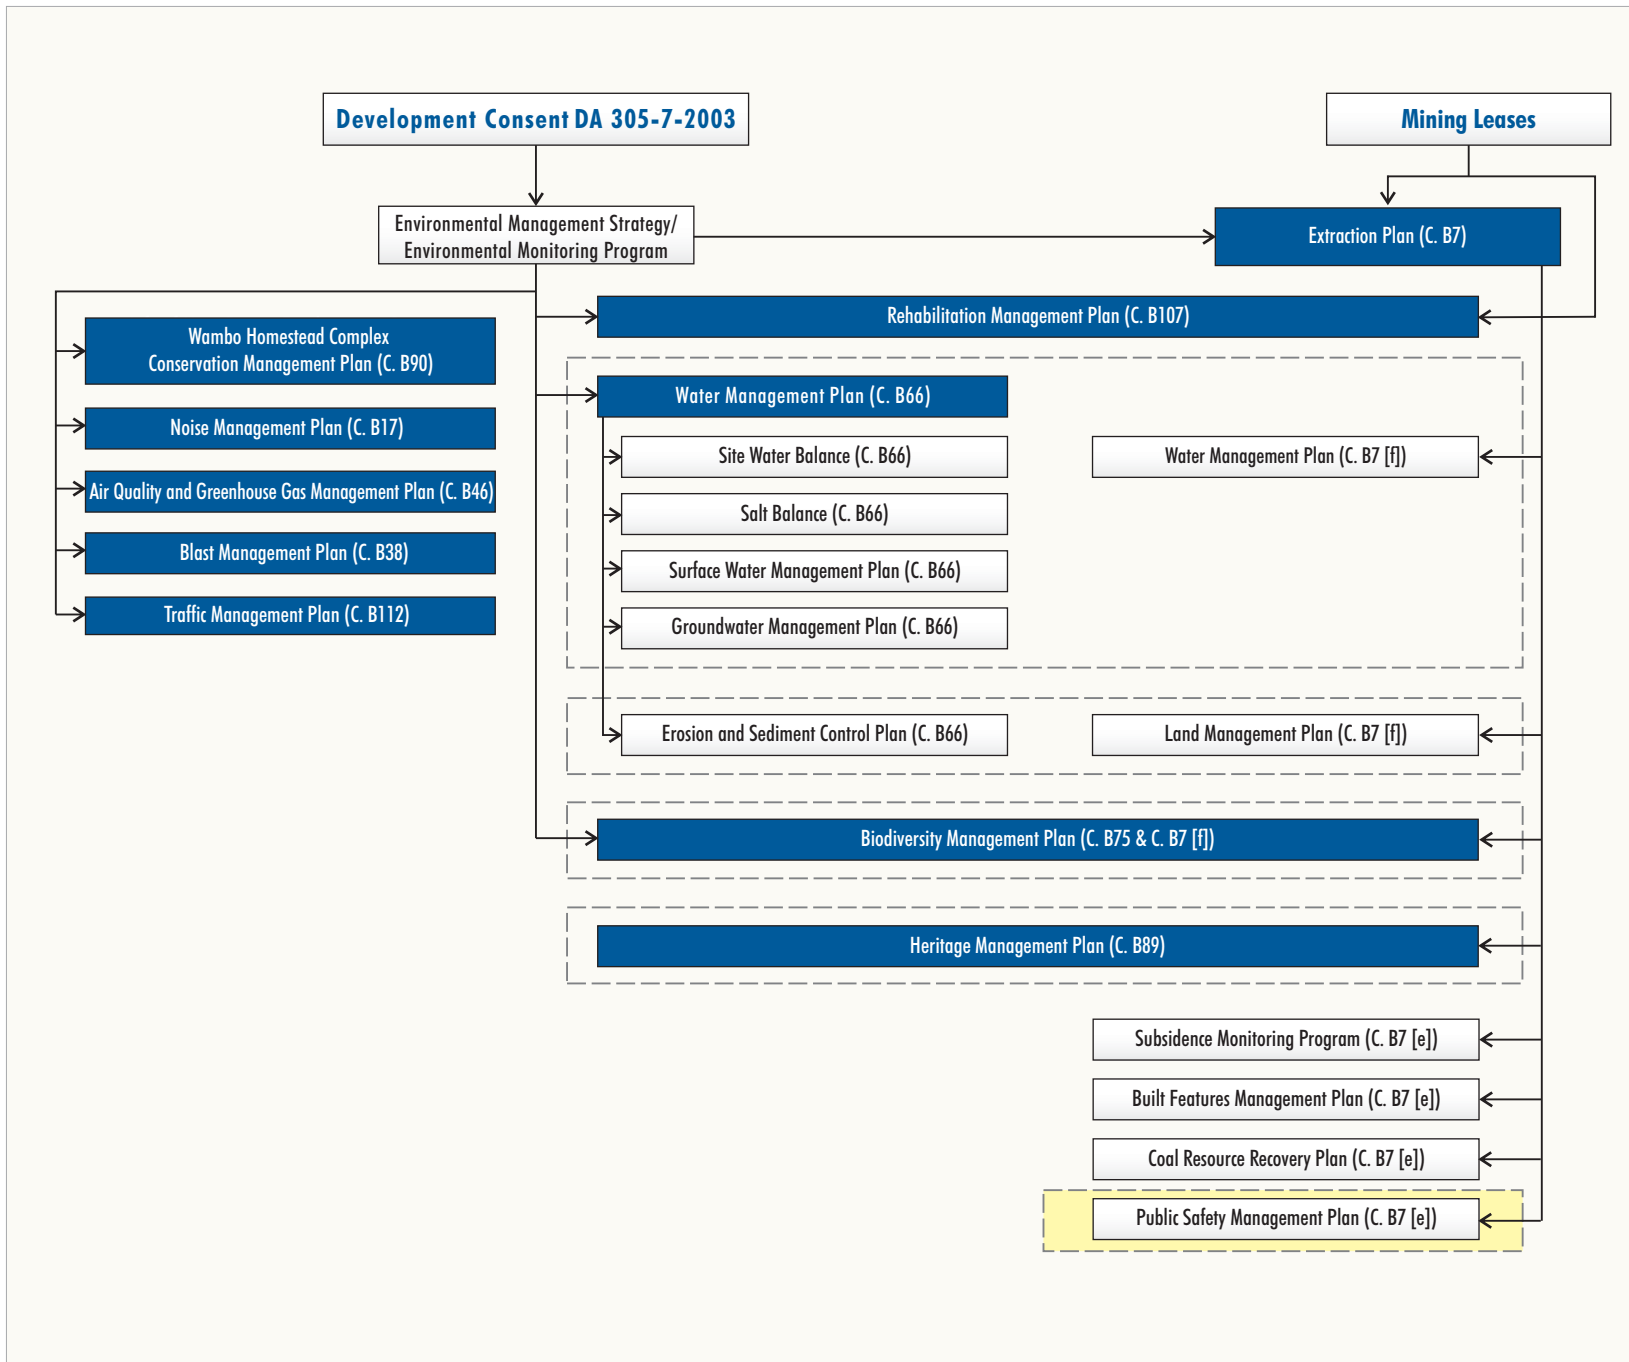 Development Consent DA 305-7-2003
Mining Leases
Environmental Management Strategy/
Environmental Monitoring Program
Extraction Plan (C. B7)
Rehabilitation Management Plan (C. B107)
Wambo Homestead Complex
Conservation Management Plan (C. B90)
Noise Management Plan (C. B17)
Air Quality and Greenhouse Gas Management Plan (C. B46)
Blast Management Plan (C. B38)
Traffic Management Plan (C. B112)
Water Management Plan (C. B66)
Site Water Balance (C. B66)
Water Management Plan (C. B7 [f])
Salt Balance (C. B66)
Surface Water Management Plan (C. B66)
Groundwater Management Plan (C. B66)
Erosion and Sediment Control Plan (C. B66)
Land Management Plan (C. B7 [f])
Biodiversity Management Plan (C. B75 & C. B7 [f])
Heritage Management Plan (C. B89)
Subsidence Monitoring Program (C. B7 [e])
Built Features Management Plan (C. B7 [e])
Coal Resource Recovery Plan (C. B7 [e])
Public Safety Management Plan (C. B7 [e])